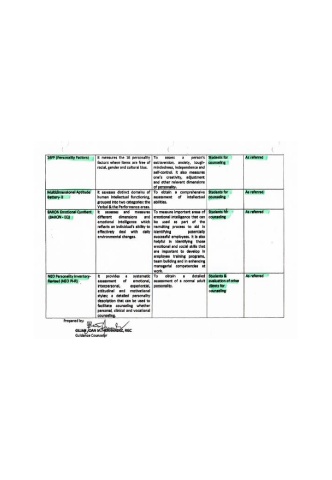 16PF (Personality Factors)
It measures the 16 personality
factors where items are free of
racial, gender and cultural bias.
To assess a person's
extraversion, anxiety, tough-
mindedness, independence and
self-control. It also measures
one's creativity, adjustment
and other relevant dimensions
of personality.
Students for
counseling
As referred
Multidimensional Aptitude
Battery II
It assesses distinct domains of
human intellectual functioning,
grouped into two categories: the
Verbal & the Performance areas.
To obtain a comprehensive
assessment of intellectual
abilities.
Students for
counseling
As referred
BARON Emotional Quotient
(BARON - EQ)
It assesses and measures
different dimensions and
emotional intelligence which
reflects an individual's ability to
effectively deal with daily
environmental changes.
To measure important areas of
emotional intelligence that can
be used as part of the
recruiting process to aid in
identifying potentially
successful employees. It is also
helpful in identifying those
emotional and social skills that
are important to develop in
employee training programs,
team building and in enhancing
managerial competencies at
work.
Students for
counseling
As referred
NEO Personality Inventory-
Revised (NEO PI-R)
It provides a systematic
assessment of emotional,
interpersonal, experiential,
attitudinal and motivational
styles; a detailed personality
description that can be used to
facilitate counseling whether
personal, clinical and vocational
counseling.
To obtain a detailed
assessment of a normal adult
personality.
Students &
evaluation of other
clients for
counseling
As referred
Prepared by:
RGC
Guidance Counselor